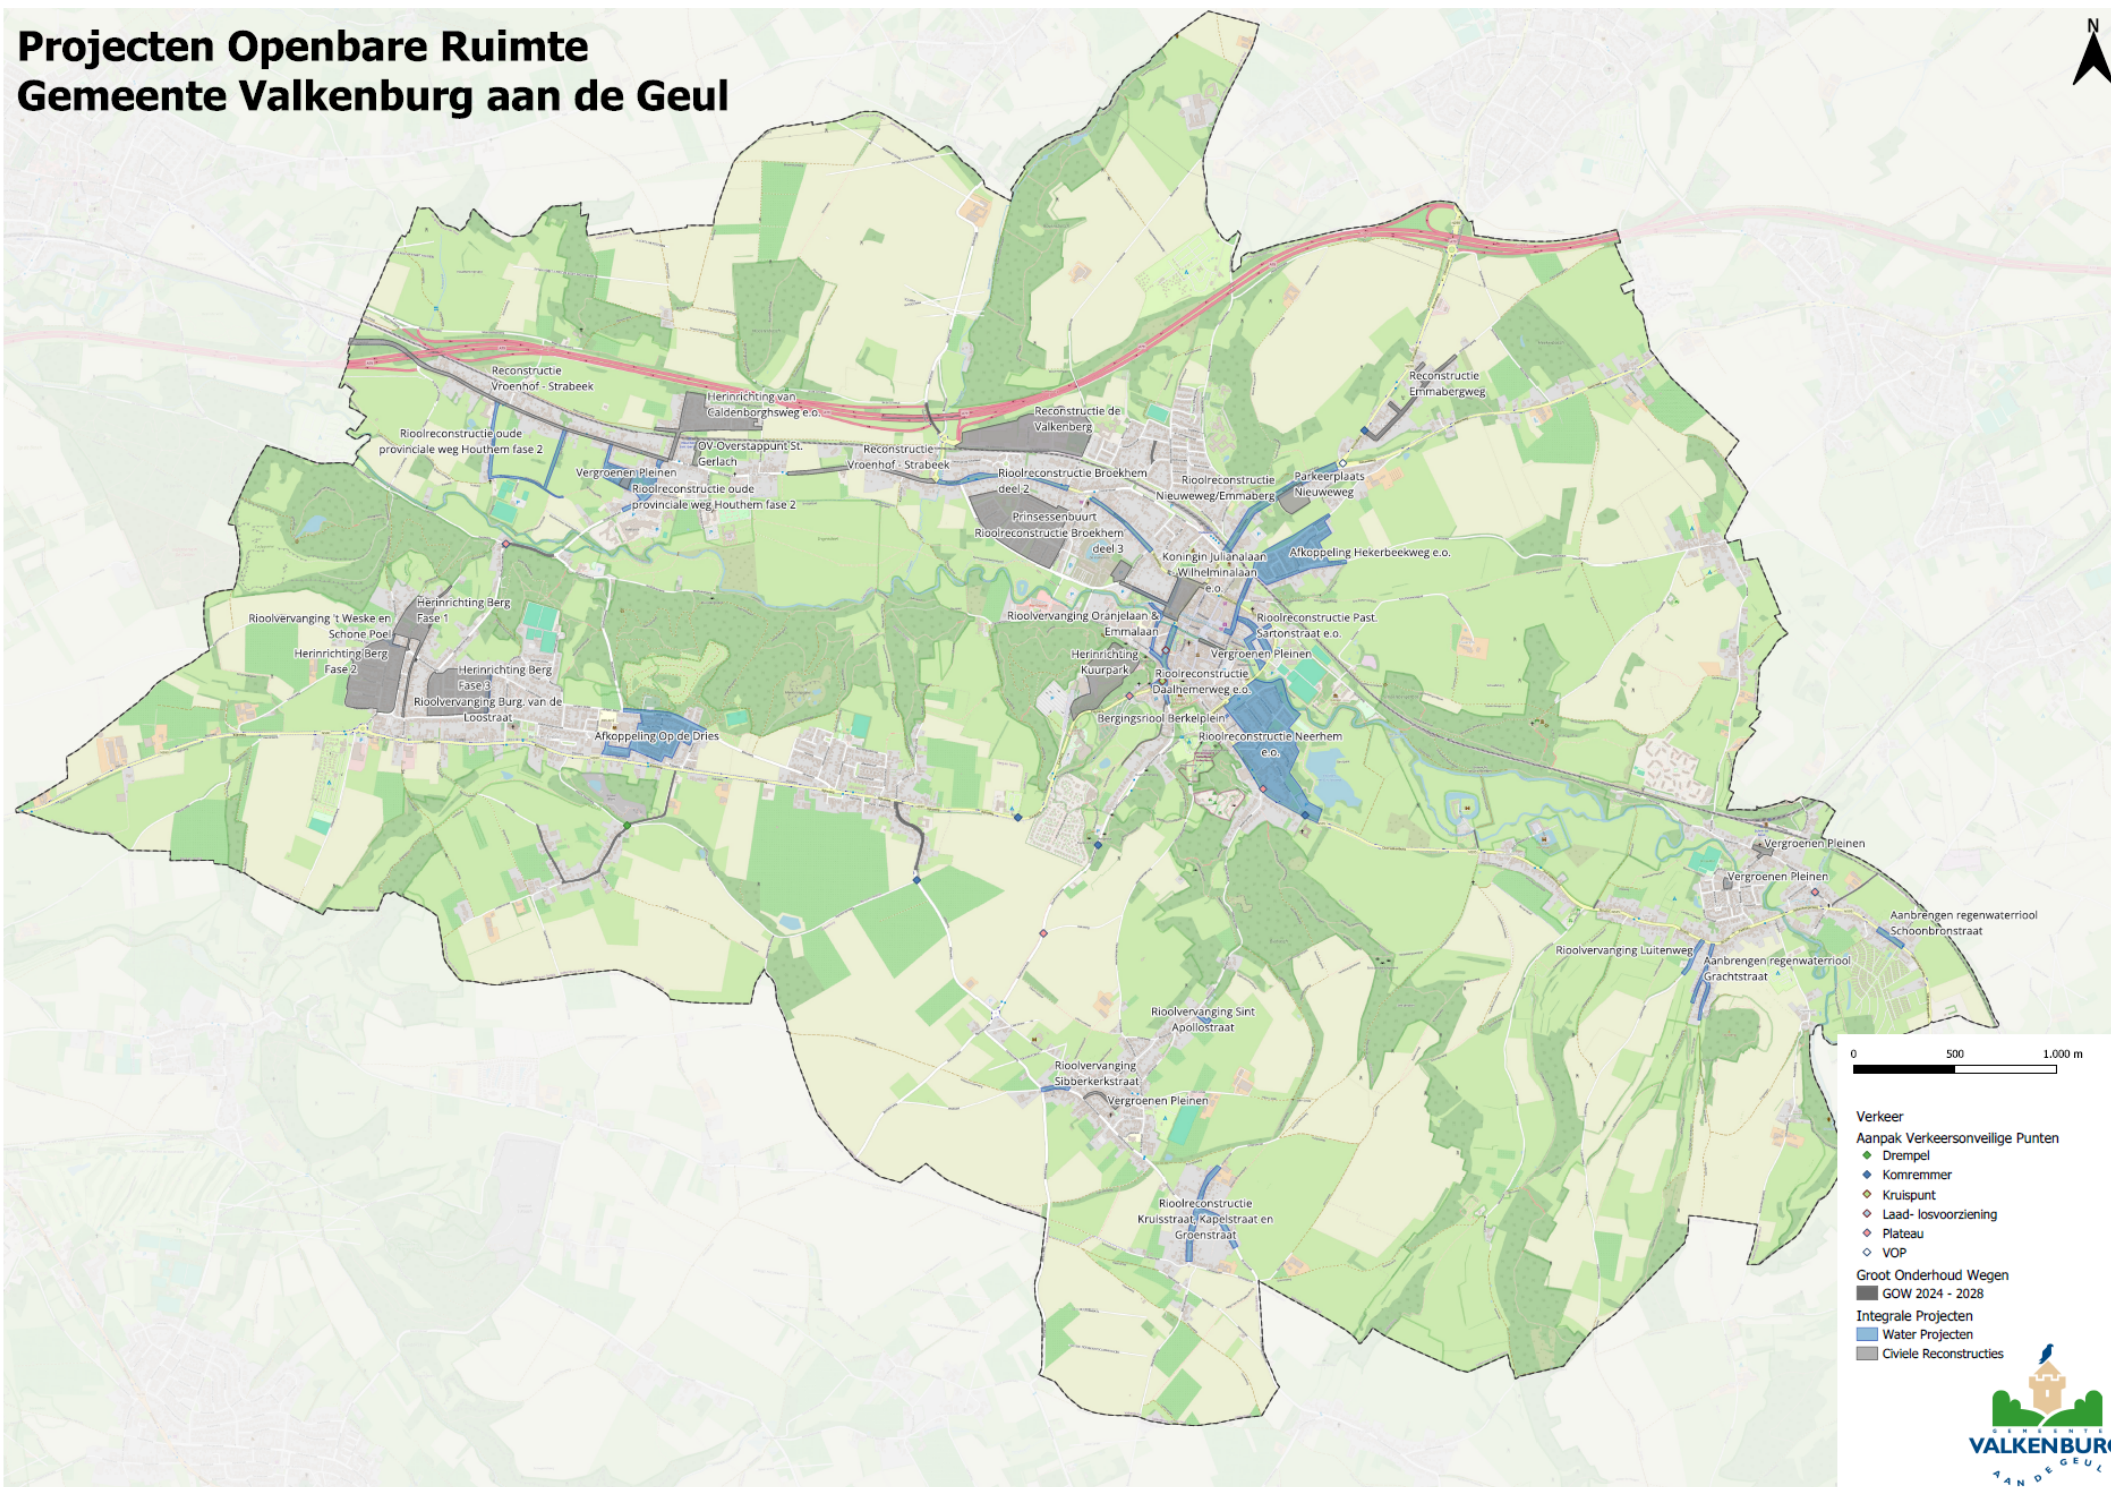 Projecten Openbare Ruimte
Gemeente Valkenburg aan de Geul
N
Reconstructie
Vroenhof - Strabeek
Herinrichting van
Caldenborghsweg e.o.
Reconstructie de
Valkenberg
Reconstructie
Emmabergweg
Rioolreconstructie oude
provinciale weg Houthem fase 2
OV-Overstappunt St.
Gerlach
Reconstructie
Vroenhof - Strabeek
Vergroenen Pleinen
Rioolreconstructie oude
provinciale weg Houthem fase 2
Rioolreconstructie Broekhem
deel 2
Rioolreconstructie
Nieuweweg/Emmaberg
Parkeerplaats
Nieuweweg
Prinsessenbuurt
Rioolreconstructie Broekhem
deel 3
Koningin Julianalaan
Wilhelminalaan
e.o.
Afkoppeling Hekerbeekweg e.o.
Herinrichting Berg
Fase 1
Rioolvervanging 't Weske en
Schone Poel
Herinrichting Berg
Fase 2
Herinrichting Berg
Fase 3
Rioolvervanging Burg. van de
Loostraat
Afkoppeling Op de Dries
Rioolvervanging Oranjelaan &
Emmalaan
Rioolreconstructie Past.
Sartonstraat e.o.
Herinrichting
Kuurpark
Vergroenen Pleinen
Rioolreconstructie
Daalhemerweg e.o.
Bergingsriool Berkelplein
Rioolreconstructie Neerhem
e.o.
Vergroenen Pleinen
Vergroenen Pleinen
Aanbrengen regenwaterriool
Schoonbronstraat
Rioolvervanging Luitenweg
Aanbrengen regenwaterriool
Grachtstraat
Rioolvervanging Sint
Apollostraat
Rioolvervanging
Sibberkerkstraat
Vergroenen Pleinen
Rioolreconstructie
Kruisstraat, Kapelstraat en
Groenstraat
0 500 1.000 m
Verkeer
Aanpak Verkeersonveilige Punten
Drempel
Komremmer
Kruispunt
Laad- losvoorziening
Plateau
VOP
Groot Onderhoud Wegen
GOW 2024 - 2028
Integrale Projecten
Water Projecten
Civiele Reconstructies
GEMEENTE
VALKENBURG
AAN DE GEUL